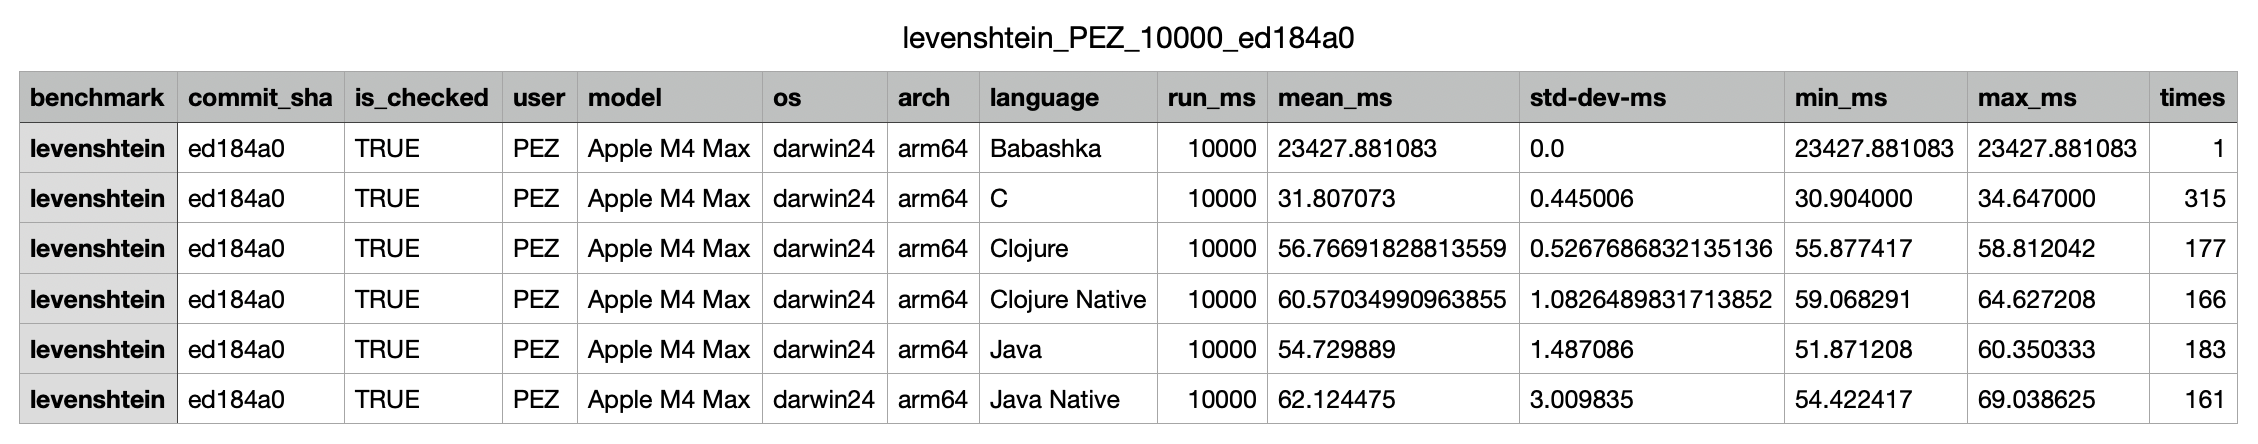 levenshtein_PEZ_10000_ed184a0
benchmark commit_sha is_checked user model os arch language run_ms mean_ms std-dev-ms min_ms max_ms times
levenshtein ed184a0 TRUE PEZ Apple M4 Max darwin24 arm64 Babashka 10000 23427.881083 0.0 23427.881083 23427.881083 1
levenshtein ed184a0 TRUE PEZ Apple M4 Max darwin24 arm64 C 10000 31.807073 0.445006 30.904000 34.647000 315
levenshtein ed184a0 TRUE PEZ Apple M4 Max darwin24 arm64 Clojure 10000 56.76691828813559 0.5267686832135136 55.877417 58.812042 177
levenshtein ed184a0 TRUE PEZ Apple M4 Max darwin24 arm64 Clojure Native 10000 60.57034990963855 1.0826489831713852 59.068291 64.627208 166
levenshtein ed184a0 TRUE PEZ Apple M4 Max darwin24 arm64 Java 10000 54.729889 1.487086 51.871208 60.350333 183
levenshtein ed184a0 TRUE PEZ Apple M4 Max darwin24 arm64 Java Native 10000 62.124475 3.009835 54.422417 69.038625 161